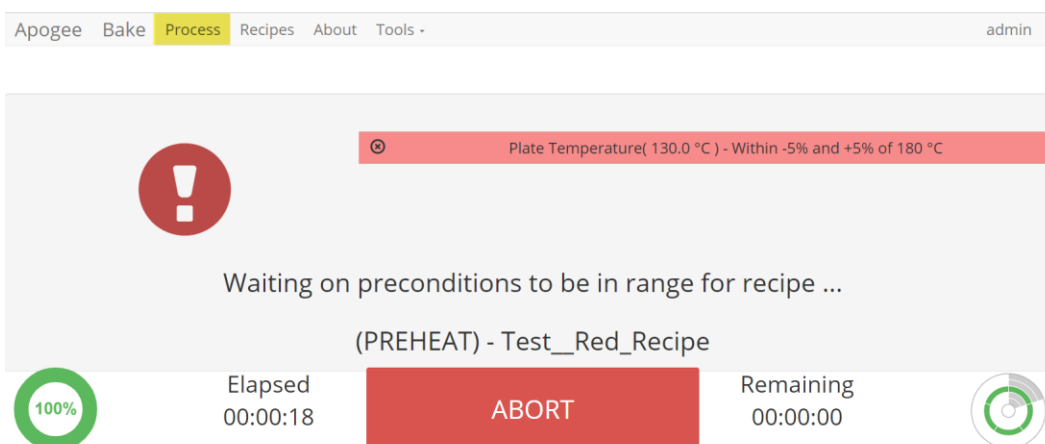 Apogee Bake Process Recipes About Tools admin
Plate Temperature( 130.0 °C ) - Within -5% and +5% of 180 °C
Waiting on preconditions to be in range for recipe ...
(PREHEAT) - Test__Red_Recipe
100%
Elapsed
00:00:18
ABORT
Remaining
00:00:00